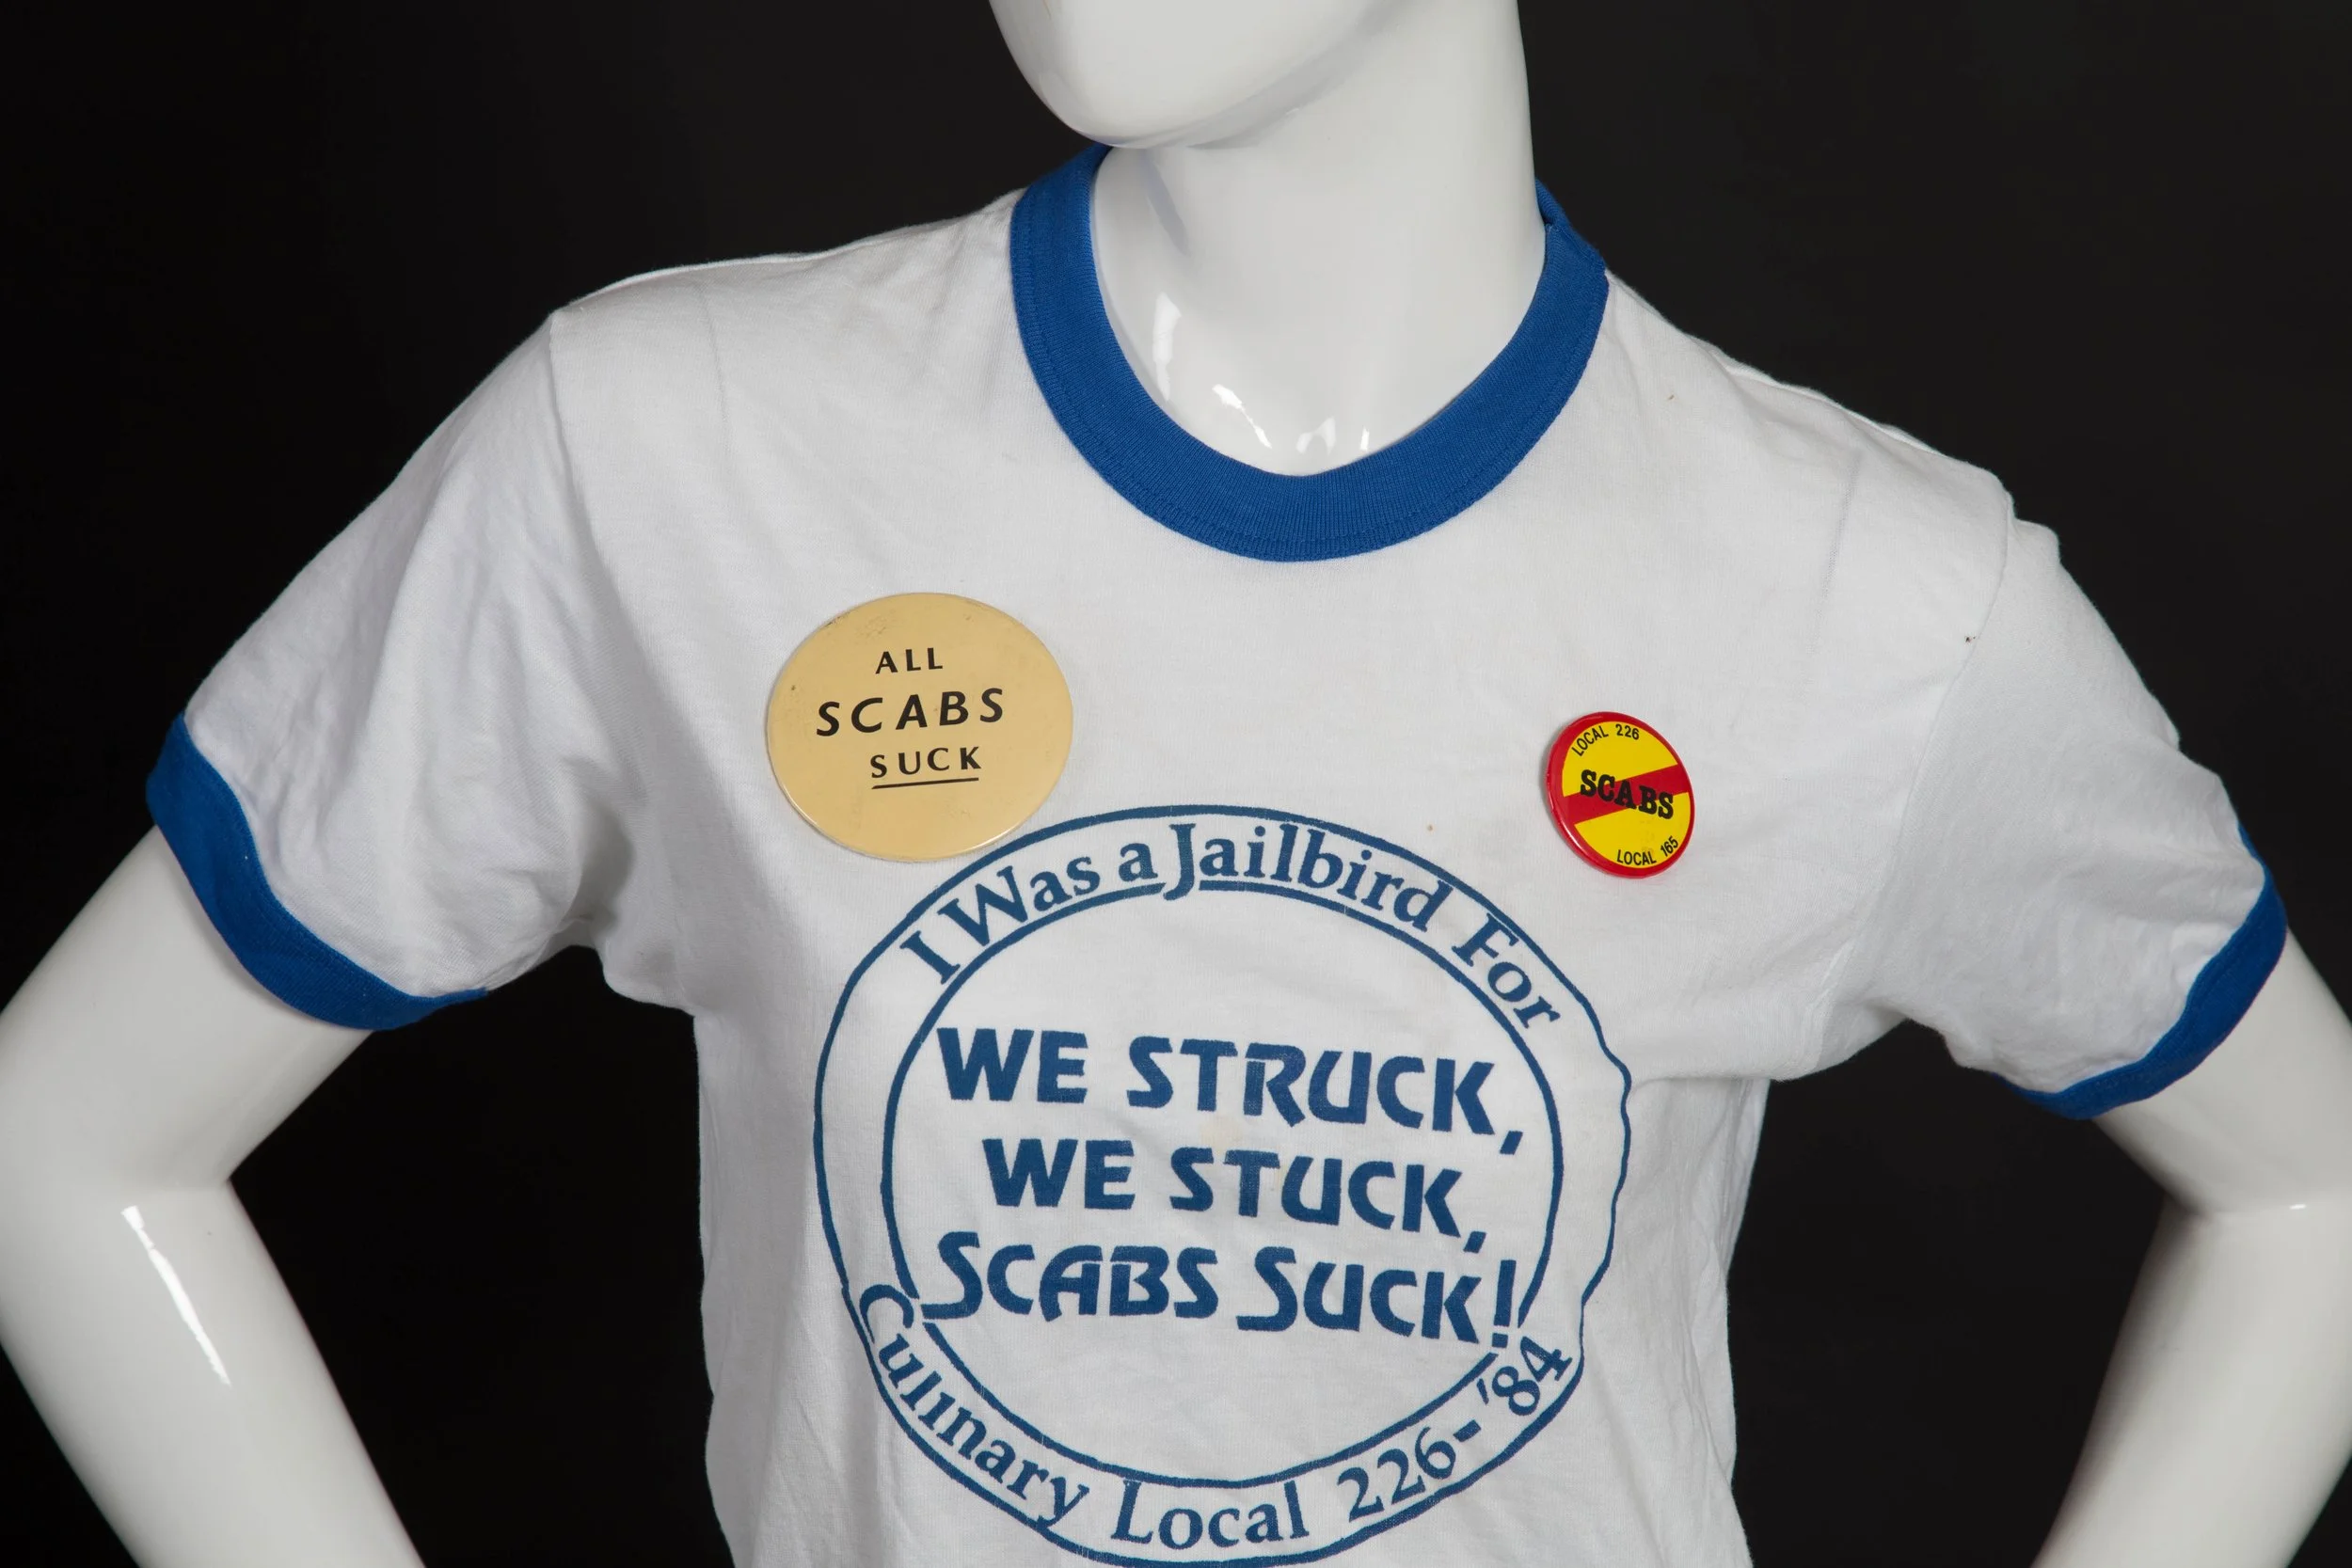 ALL
SCABS
SUCK
LOCAL 226
SCABS
LOCAL 165
I Was a Jailbird For
WE STRUCK,
WE STUCK,
SCABS SUCK!
Culinary Local 226-'84